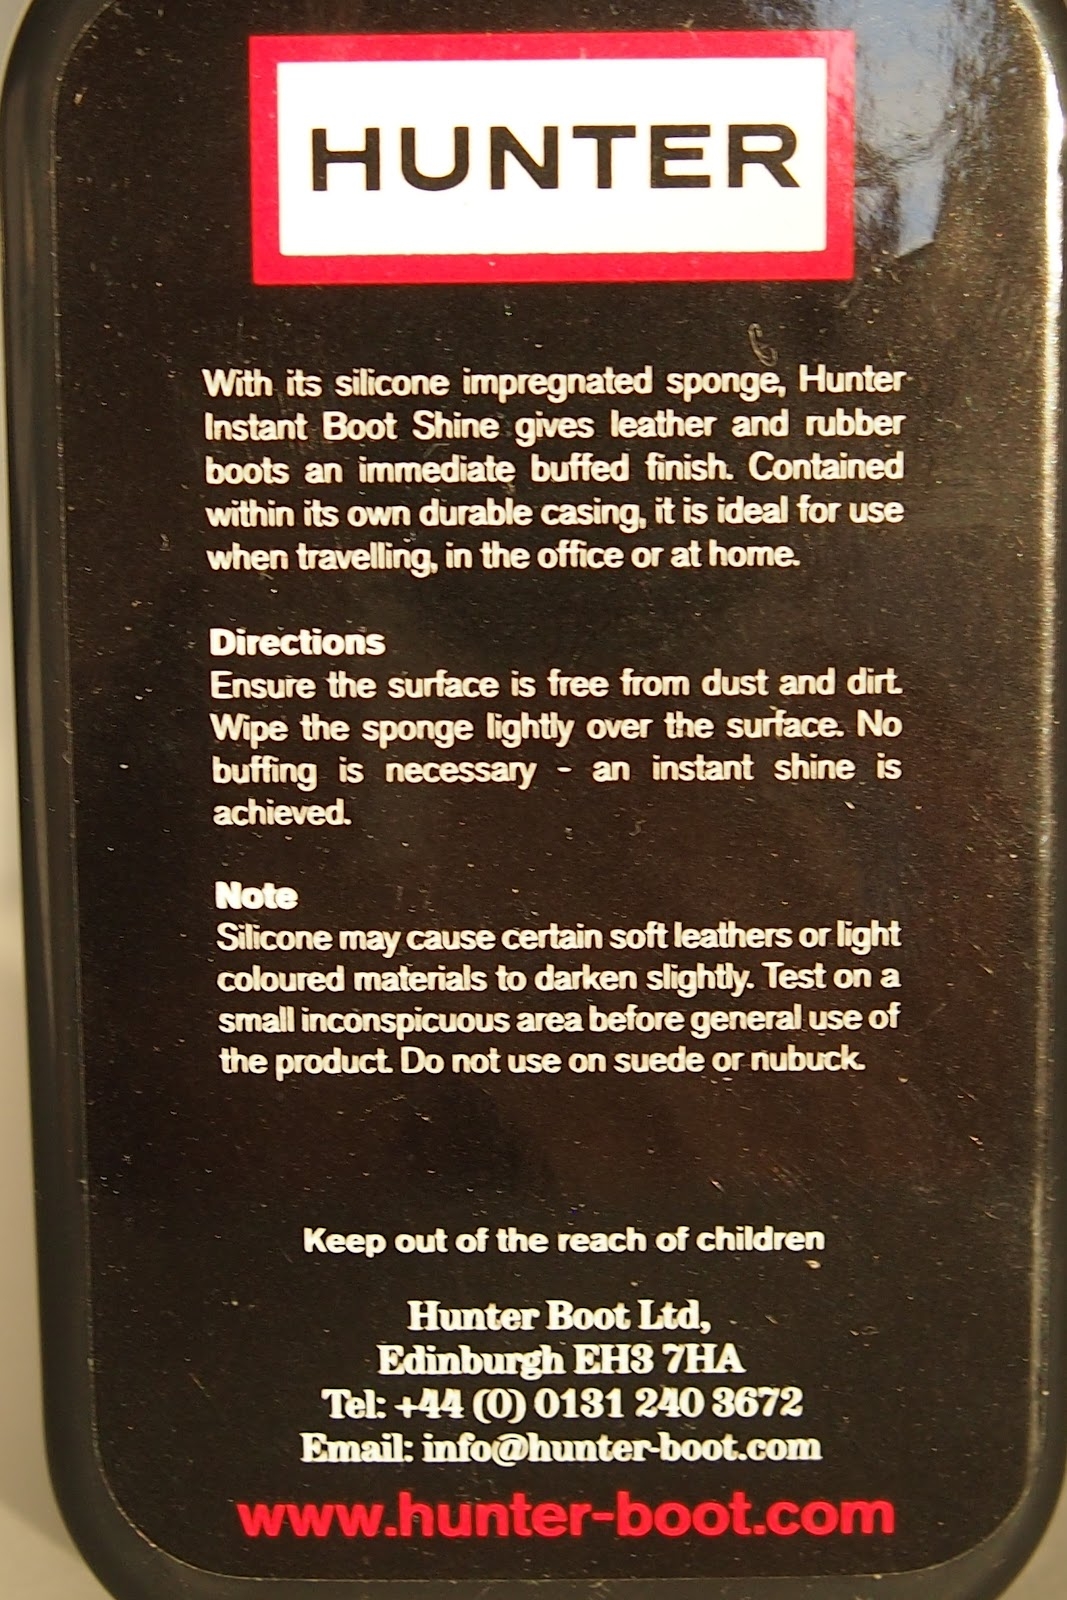 HUNTER
With its silicone impregnated sponge, Hunter
Instant Boot Shine gives leather and rubber
boots an immediate buffed finish. Contained
within its own durable casing, it is ideal for use
when travelling, in the office or at home.
Directions
Ensure the surface is free from dust and dirt.
Wipe the sponge lightly over the surface. No
buffing is necessary - an instant shine is
achieved.
Note
Silicone may cause certain soft leathers or light
coloured materials to darken slightly. Test on a
small inconspicuous area before general use of
the product. Do not use on suede or nubuck.
Keep out of the reach of children
Hunter Boot Ltd,
Edinburgh EH3 7HA
Tel: +44 (0) 0131 240 3672
Email: info@hunter-boot.com
www.hunter-boot.com